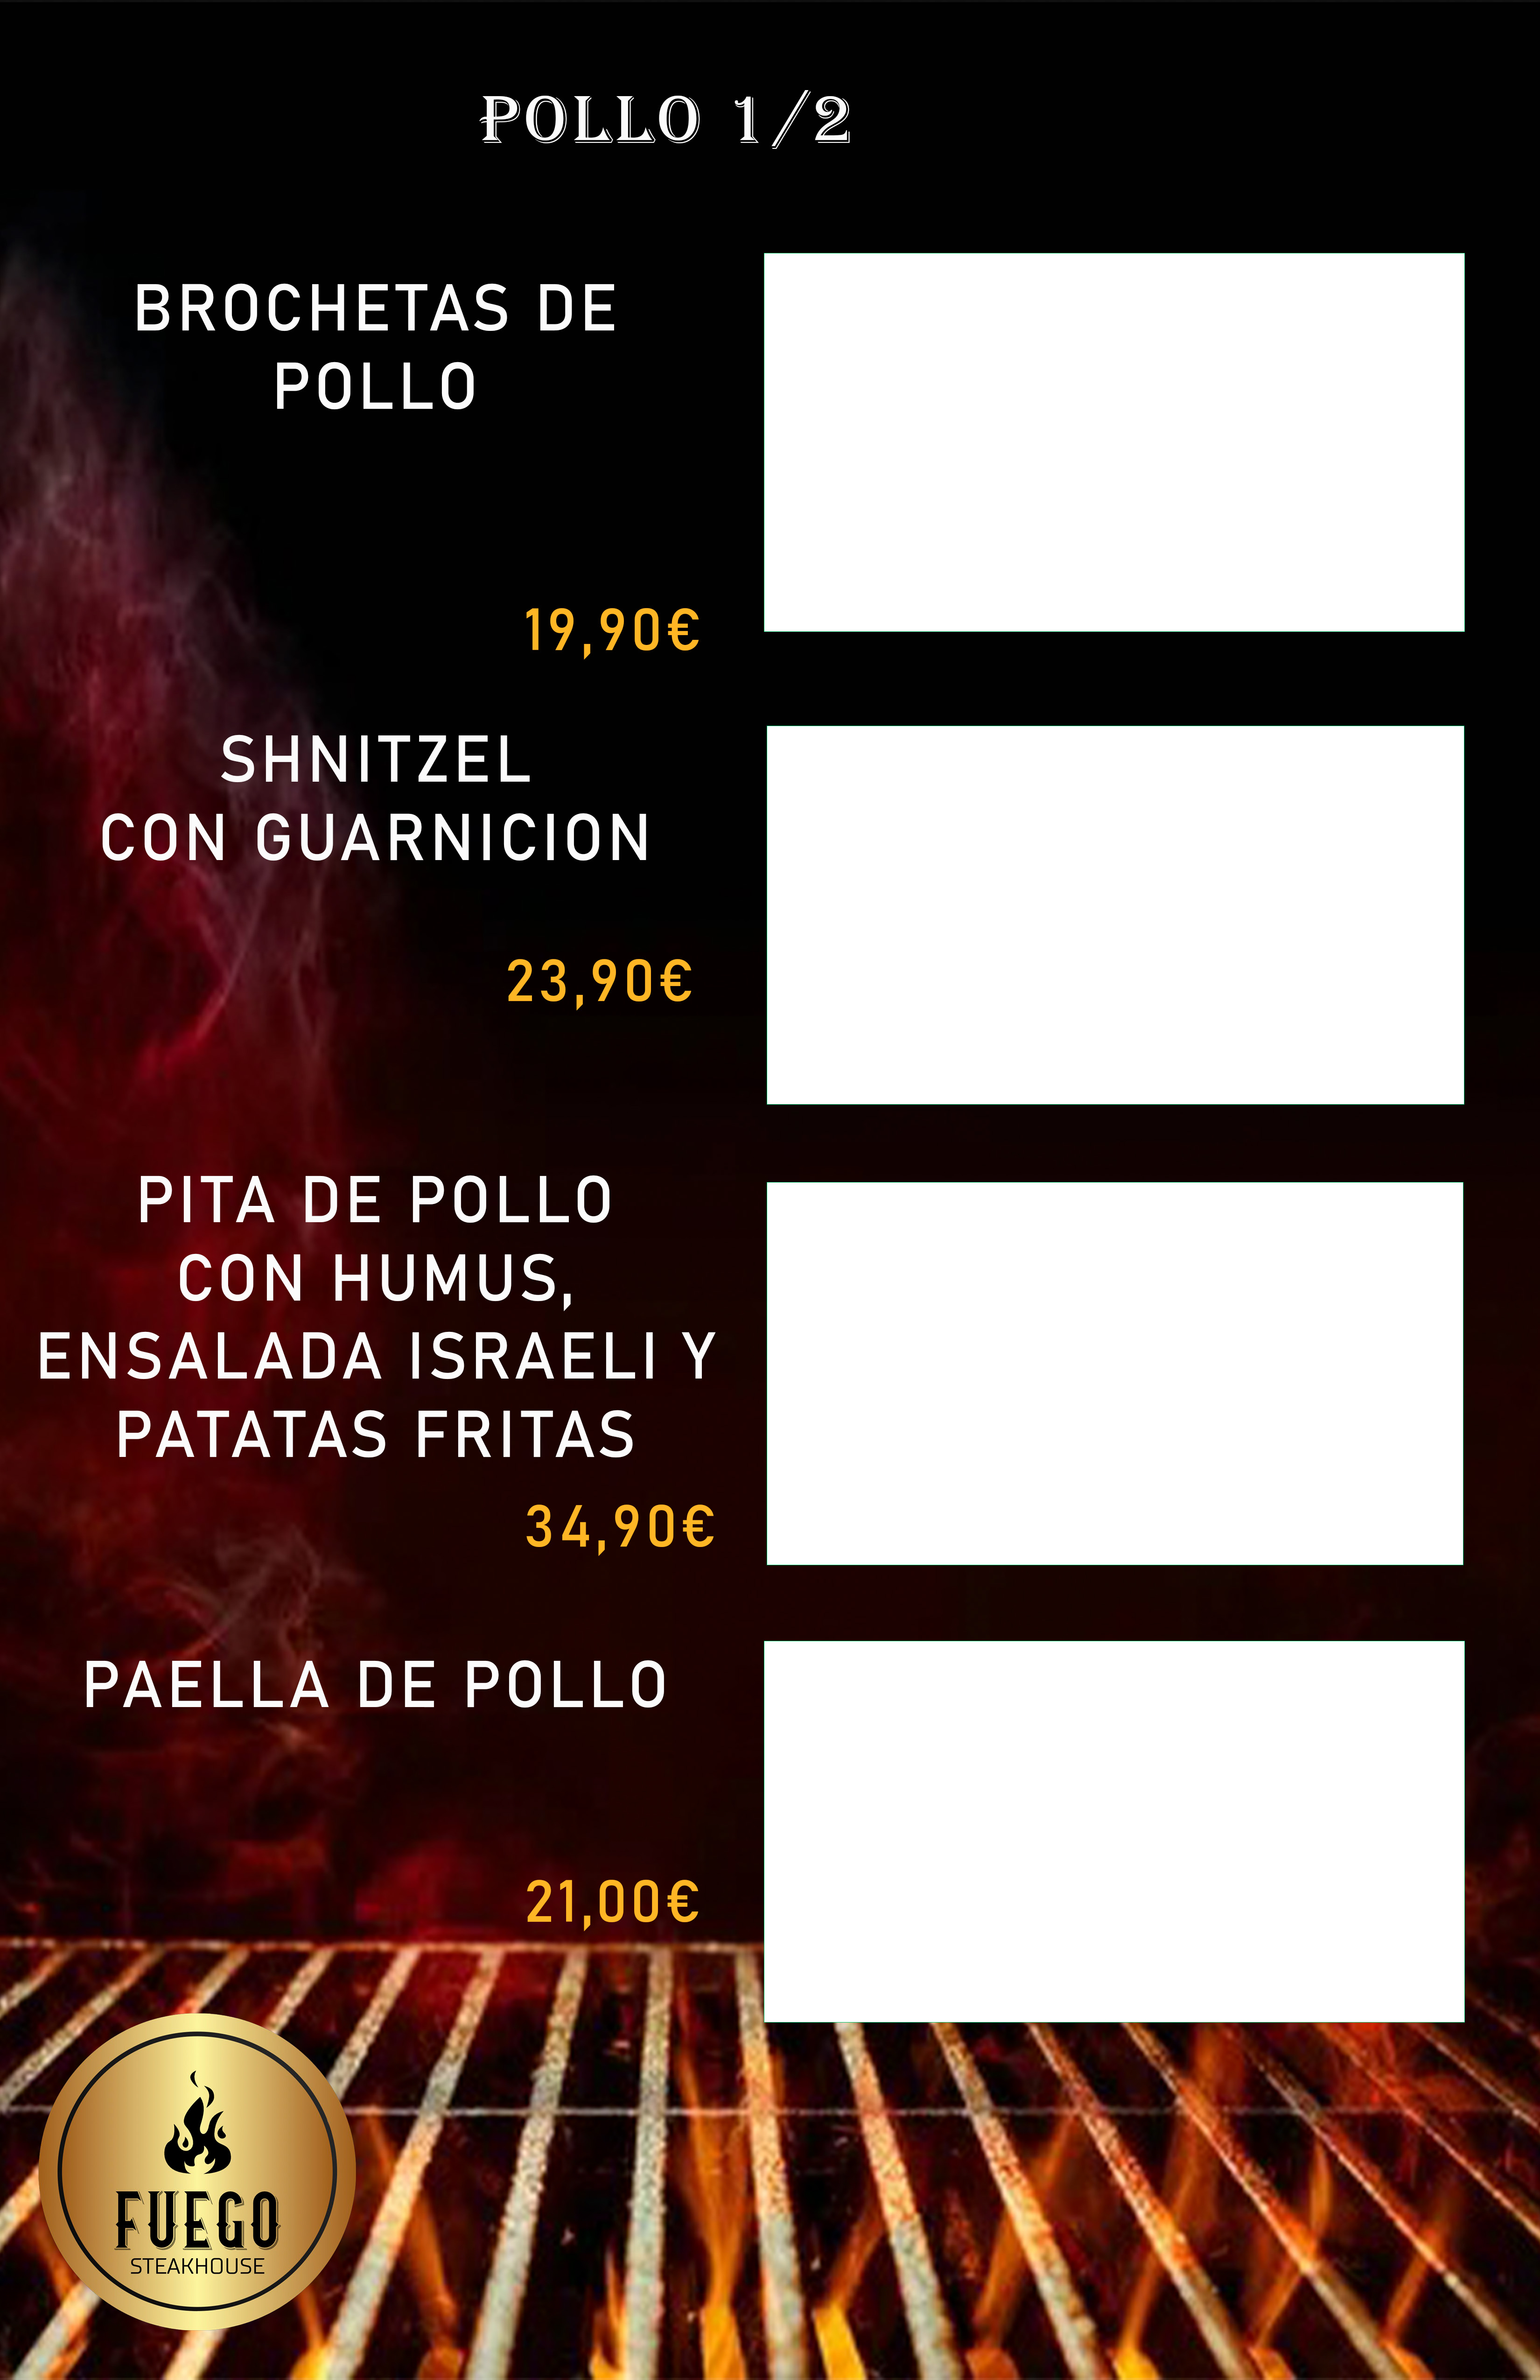 POLLO 1/2
BROCHETAS DE
POLLO
19,90€
SHNITZEL
CON GUARNICION
23,90€
PITA DE POLLO
CON HUMUS,
ENSALADA ISRAELI Y
PATATAS FRITAS
34,90€
PAELLA DE POLLO
21,00€
FUEGO
STEAKHOUSE